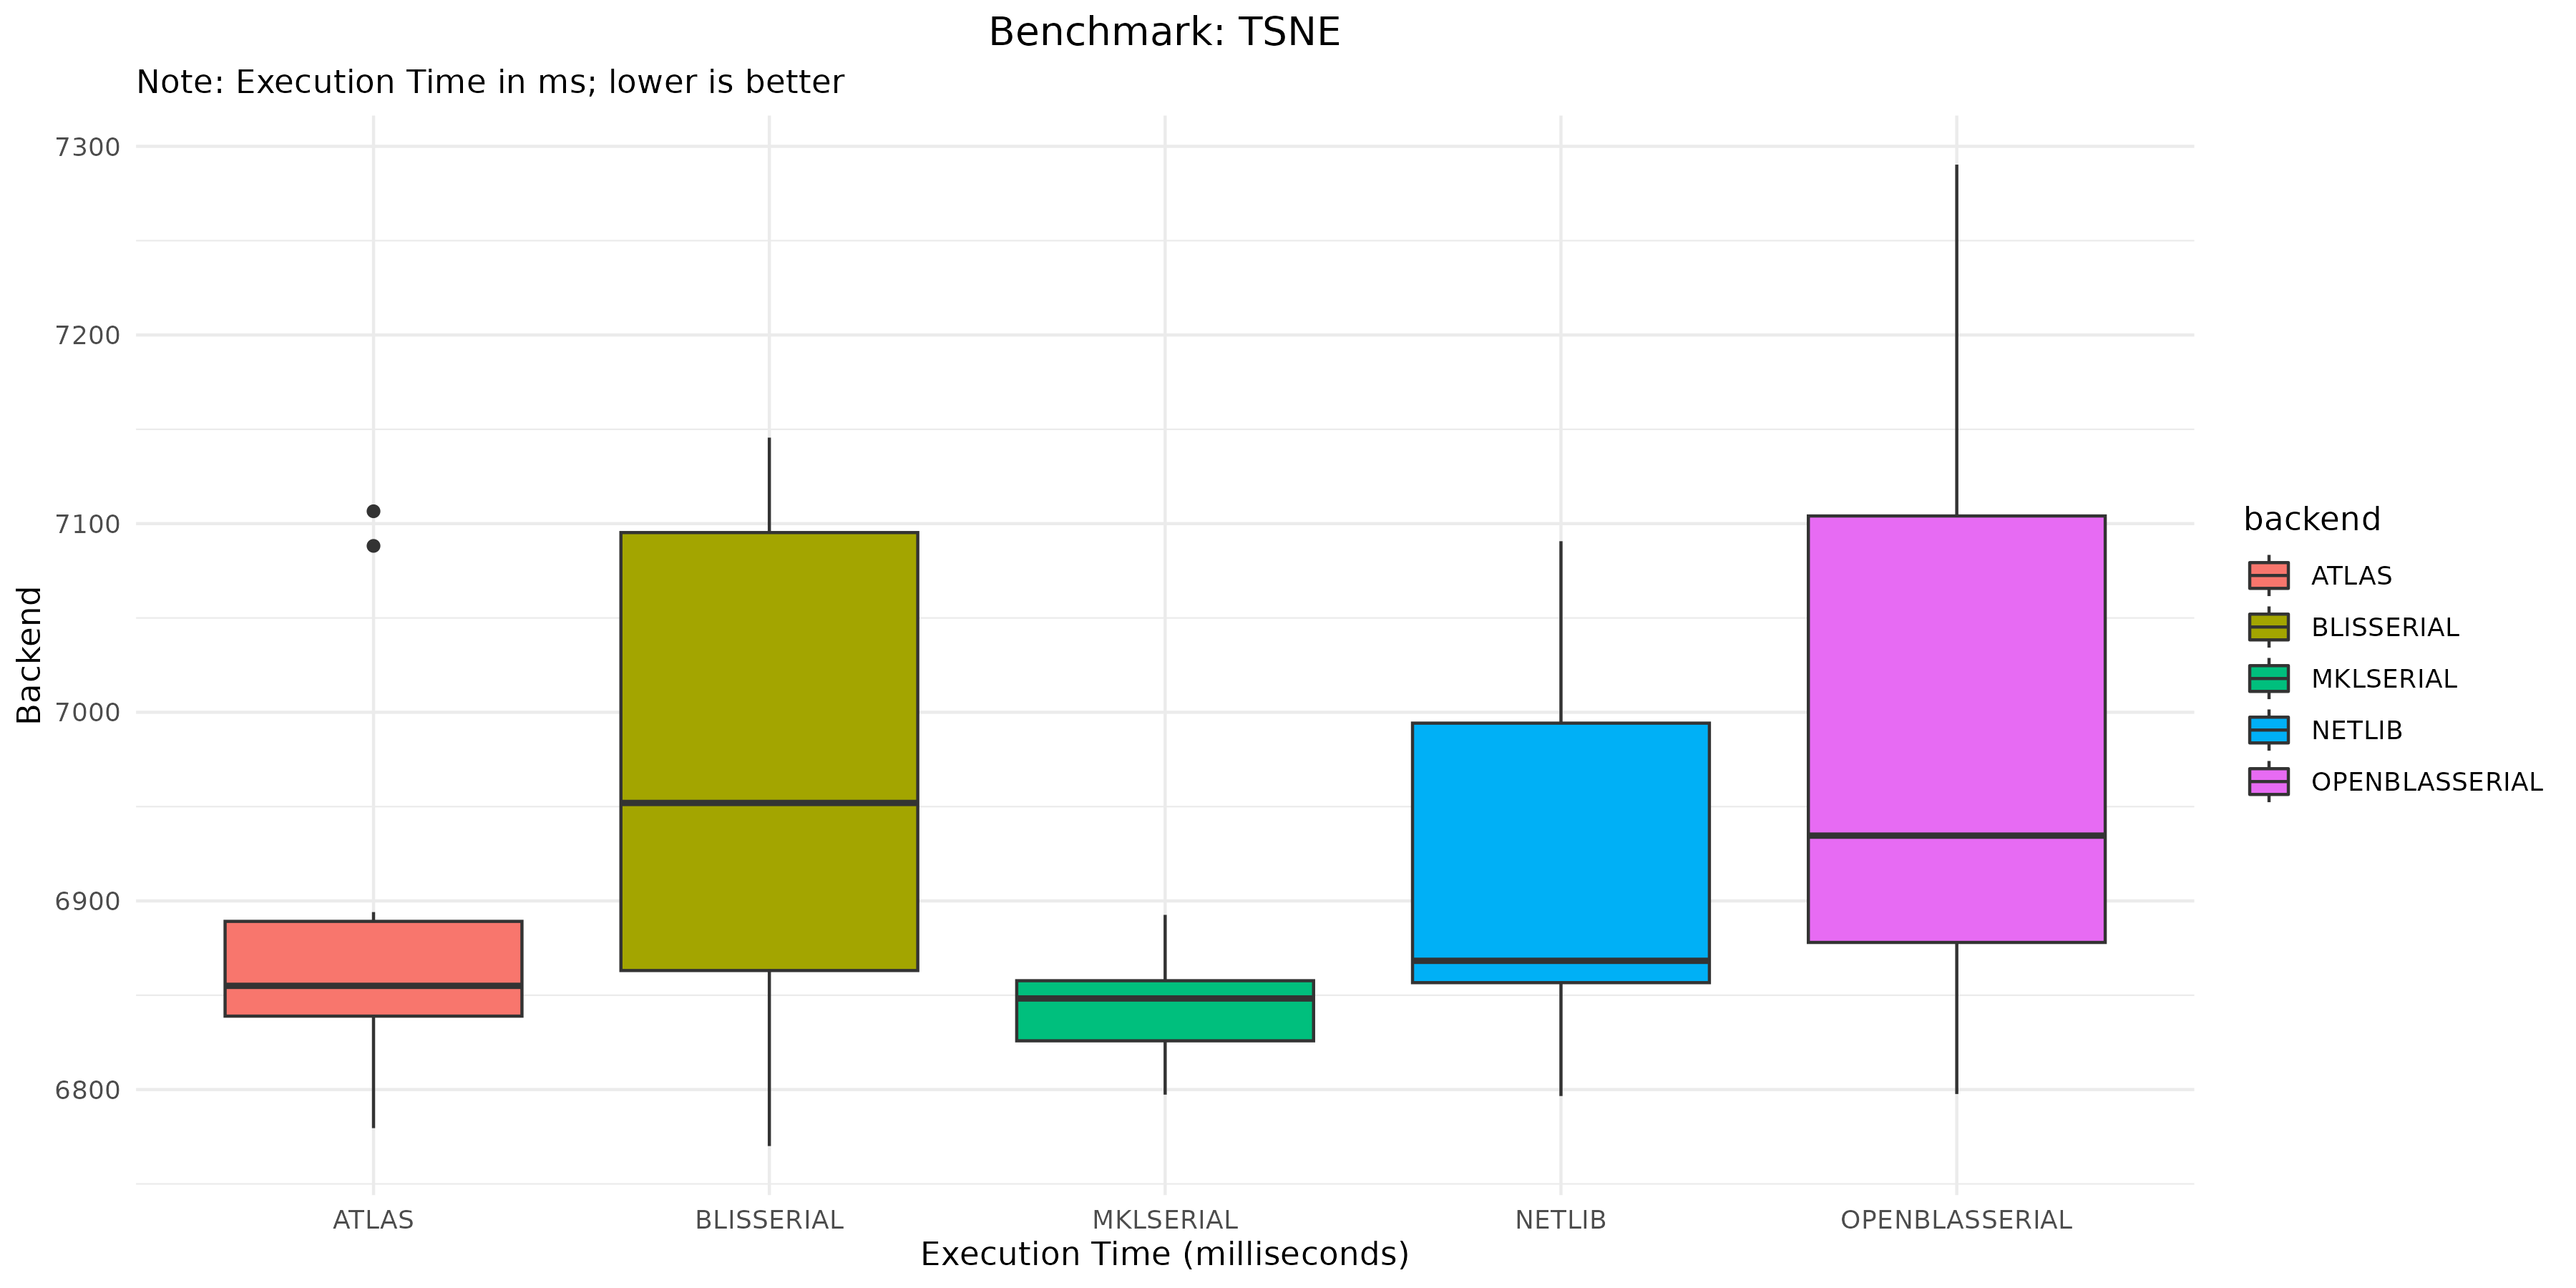 Benchmark: TSNE
Note: Execution Time in ms; lower is better
7300
7200
7100
7000
6900
6800
Backend
ATLAS
BLISSERIAL
MKLSERIAL
NETLIB
OPENBLASSERIAL
Execution Time (milliseconds)
backend
ATLAS
BLISSERIAL
MKLSERIAL
NETLIB
OPENBLASSERIAL